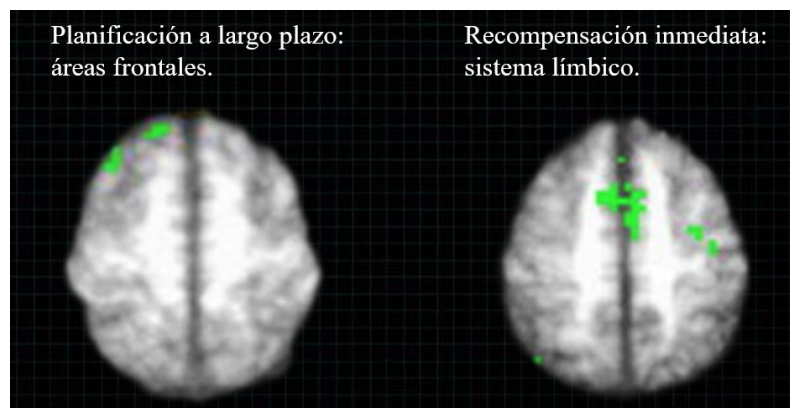 Planificación a largo plazo:
áreas frontales.
Recompensación inmediata:
sistema límbico.